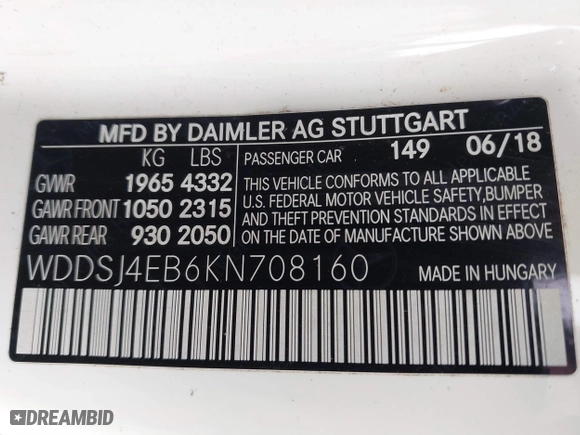 MFD BY DAIMLER AG STUTTGART
KG LBS PASSENGER CAR 149 06/18
GVWR 1965 4332
GAWR FRONT 1050 2315
GAWR REAR 930 2050
THIS VEHICLE CONFORMS TO ALL APPLICABLE
U.S. FEDERAL MOTOR VEHICLE SAFETY, BUMPER
AND THEFT PREVENTION STANDARDS IN EFFECT
ON THE DATE OF MANUFACTURE SHOWN ABOVE
WDDSJ4EB6KN708160 MADE IN HUNGARY
DREAMBID